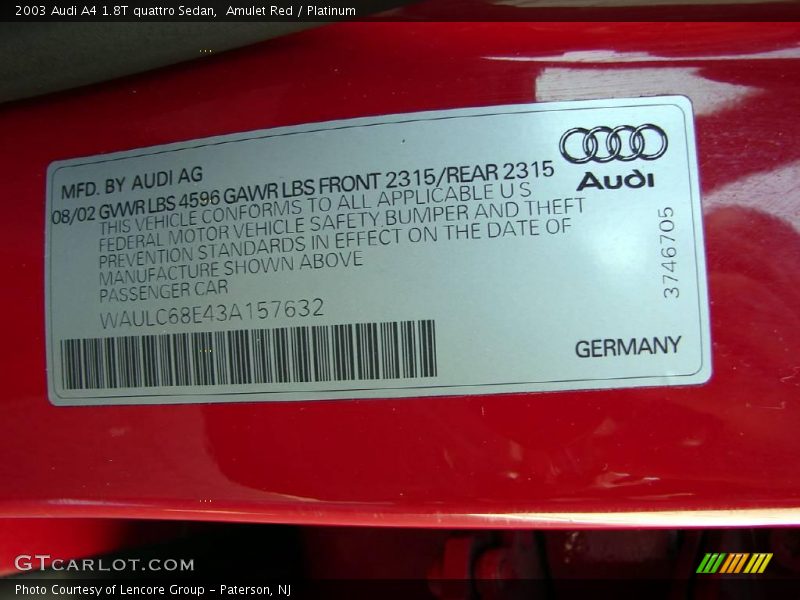 2003 Audi A4 1.8T quattro Sedan,  Amulet Red / Platinum
MFD. BY AUDI AG
08/02 GVWR LBS 4596 GAWR LBS FRONT 2315/REAR 2315
THIS VEHICLE CONFORMS TO ALL APPLICABLE U S
FEDERAL MOTOR VEHICLE SAFETY BUMPER AND THEFT
PREVENTION STANDARDS IN EFFECT ON THE DATE OF
MANUFACTURE SHOWN ABOVE
PASSENGER CAR
WAULC68E43A157632
Audi
3746705
GERMANY
GTCARLOT.COM
Photo Courtesy of Lencore Group - Paterson, NJ